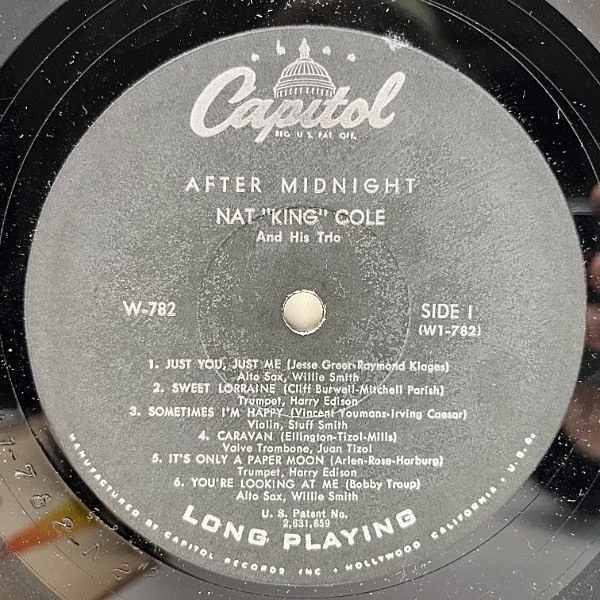 Capitol
REG. U.S. PAT. OFF.
AFTER MIDNIGHT
NAT "KING" COLE
And His Trio
W-782
SIDE 1
(W1-782)
1. JUST YOU, JUST ME (Jesse Greer-Raymond Klages)
Alto Sax, Willie Smith
2. SWEET LORRAINE (Cliff Burwell-Mitchell Parish)
Trumpet, Harry Edison
3. SOMETIMES I'M HAPPY (Vincent Youmans-Irving Caesar)
Violin, Stuff Smith
4. CARAVAN (Ellington-Tizol-Mills)
Valve Trombone, Juan Tizol
5. IT'S ONLY A PAPER MOON (Arlen-Rose-Harburg)
Trumpet, Harry Edison
6. YOU'RE LOOKING AT ME (Bobby Troup)
Alto Sax, Willie Smith
U. S. Patent No.
2,631,859
LONG PLAYING
MANUFACTURED BY CAPITOL RECORDS INC • HOLLYWOOD CALIFORNIA • U.S.A.